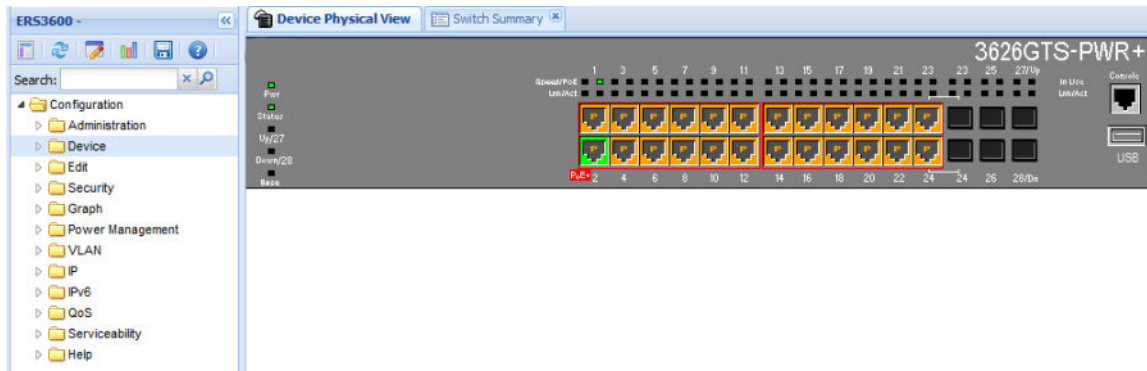 ERS3600 -
Device Physical View
Switch Summary
Search:
Configuration
Administration
Device
Edit
Security
Graph
Power Management
VLAN
IP
IPv6
QoS
Serviceability
Help
3626GTS-PWR+
1 3 5 7 9 11 13 15 17 19 21 23 23 25 27/Up
Speed/PoE
Lnk/Act
In Use
Lnk/Act
Console
Pwr
Status
Up/27
Down/28
Base
P P P P P P P P P P P P
P P P P P P P P P P P P
USB
PoE+ 2 4 6 8 10 12 14 16 18 20 22 24 24 26 28/Dn